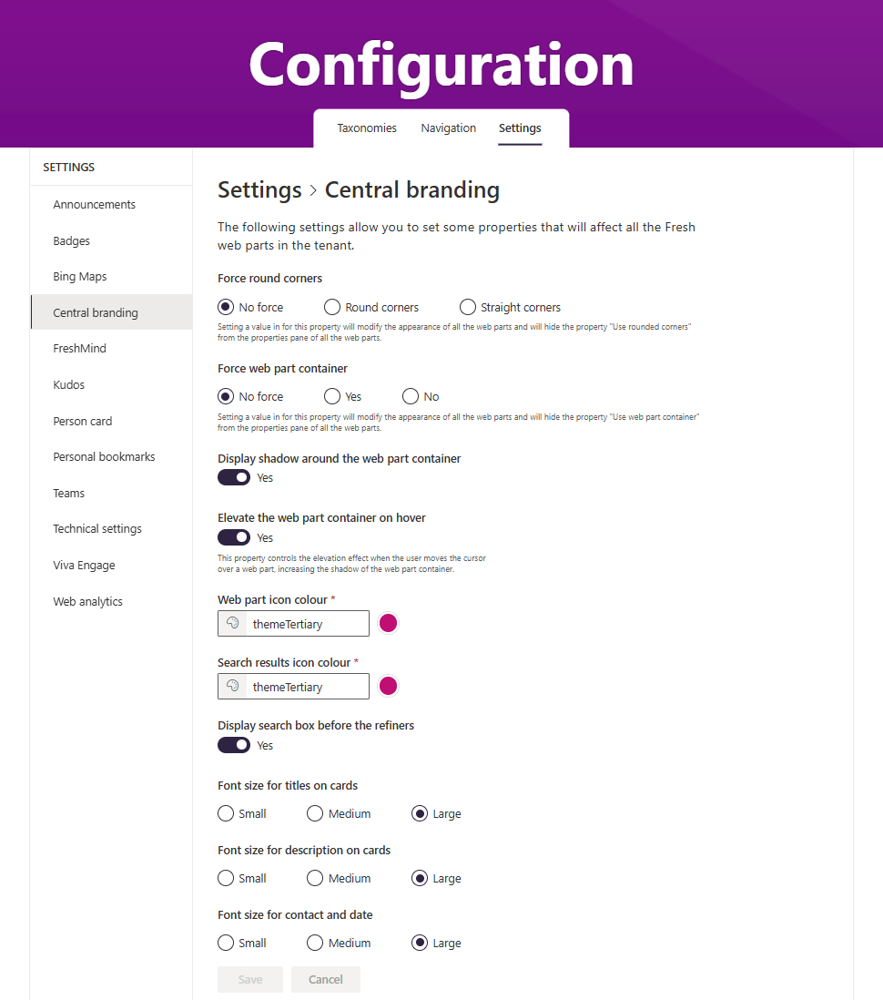 Configuration
Taxonomies Navigation Settings
SETTINGS
Announcements
Badges
Bing Maps
Central branding
FreshMind
Kudos
Person card
Personal bookmarks
Teams
Technical settings
Viva Engage
Web analytics
Settings > Central branding
The following settings allow you to set some properties that will affect all the Fresh
web parts in the tenant.
Force round corners
No force Round corners Straight corners
Setting a value in for this property will modify the appearance of all the web parts and will hide the property "Use rounded corners"
from the properties pane of all the web parts.
Force web part container
No force Yes No
Setting a value in for this property will modify the appearance of all the web parts and will hide the property "Use web part container"
from the properties pane of all the web parts.
Display shadow around the web part container
Yes
Elevate the web part container on hover
Yes
This property controls the elevation effect when the user moves the cursor
over a web part, increasing the shadow of the web part container.
Web part icon colour *
themeTertiary
Search results icon colour *
themeTertiary
Display search box before the refiners
Yes
Font size for titles on cards
Small Medium Large
Font size for description on cards
Small Medium Large
Font size for contact and date
Small Medium Large
Save Cancel